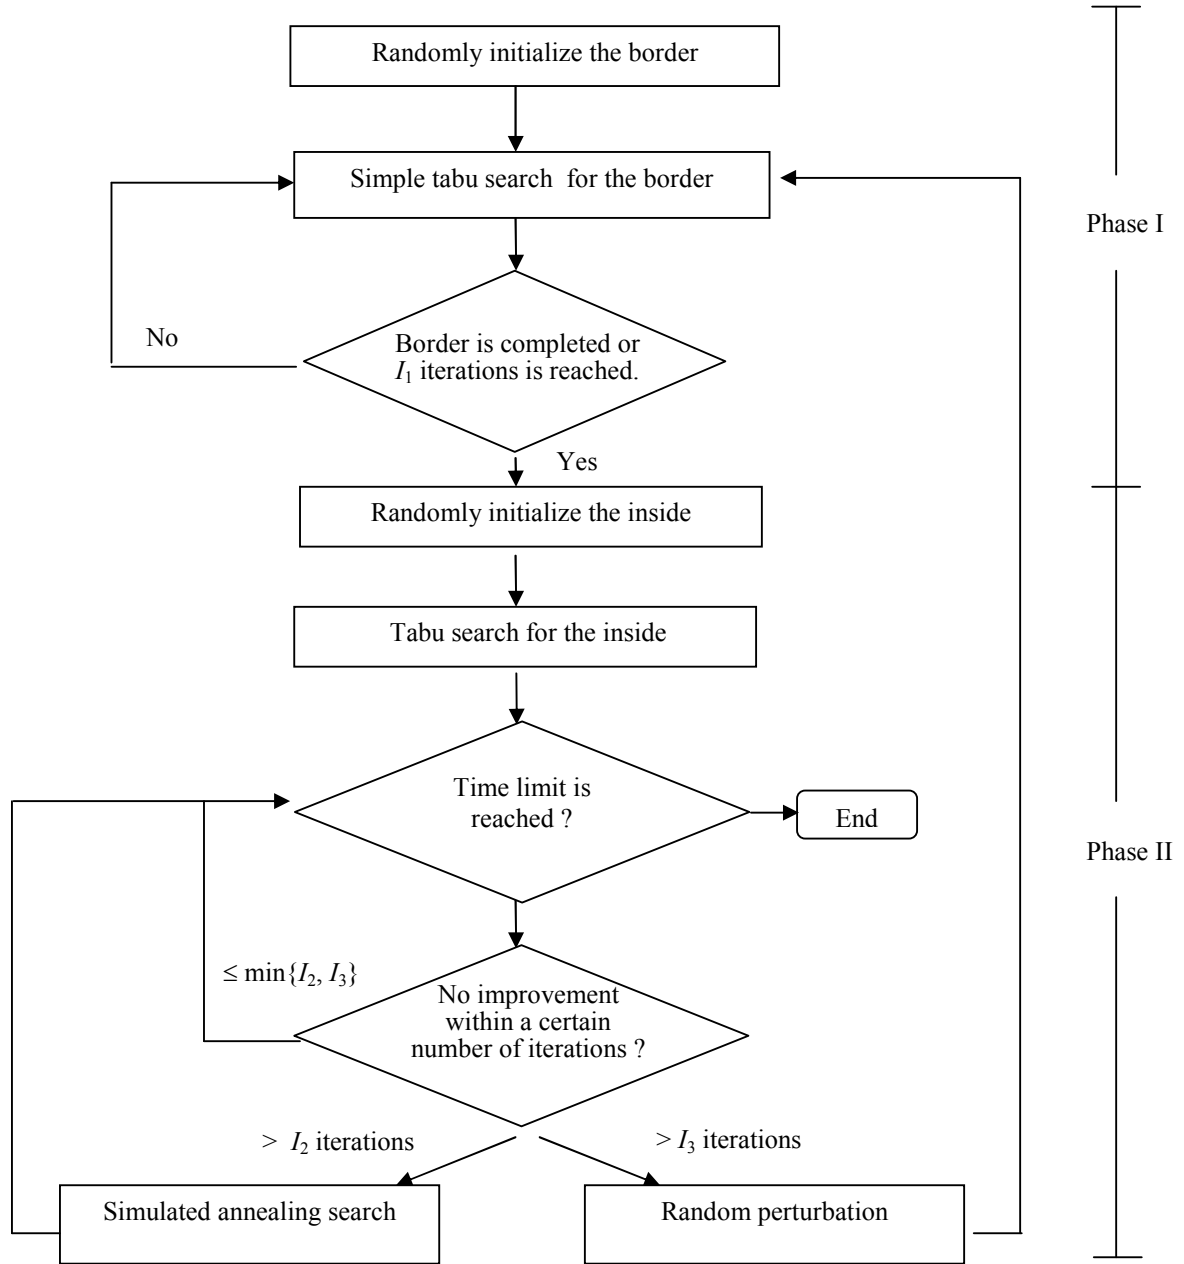 Randomly initialize the border
Simple tabu search for the border
Phase I
No
Border is completed or
I1 iterations is reached.
Yes
Randomly initialize the inside
Tabu search for the inside
Time limit is
reached ?
End
Phase II
≤ min{I2, I3}
No improvement
within a certain
number of iterations ?
> I2 iterations
> I3 iterations
Simulated annealing search
Random perturbation